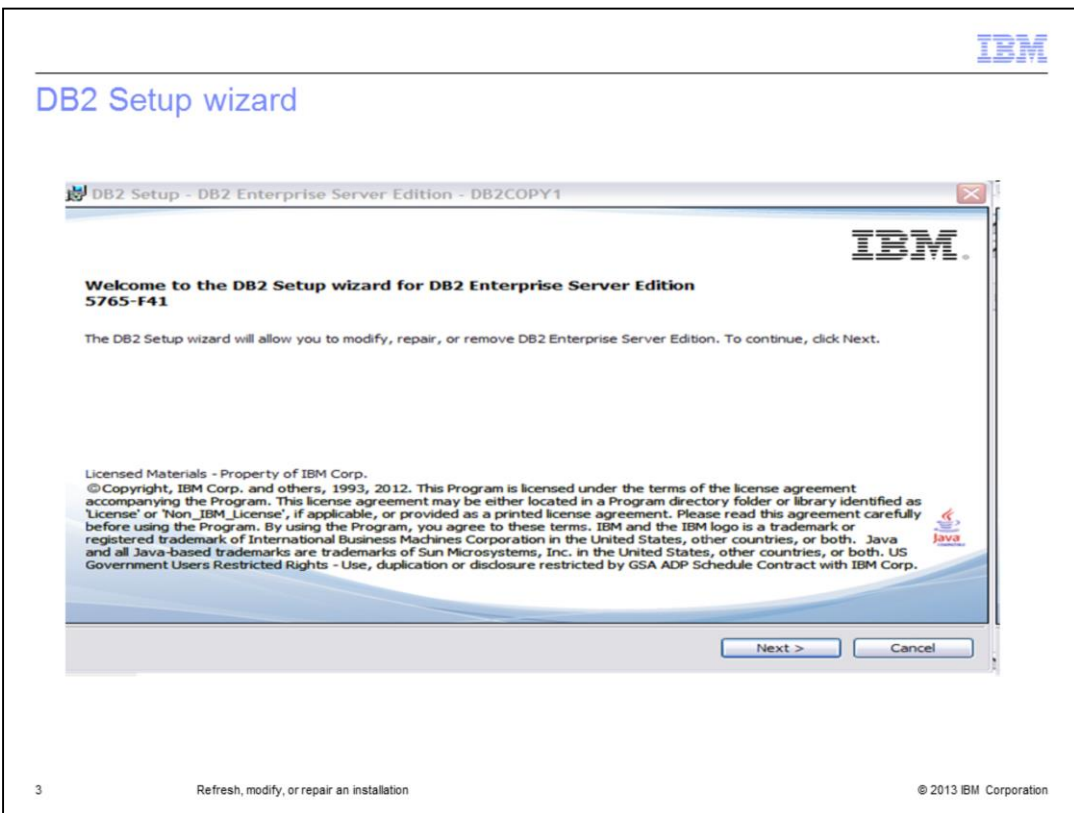 IBM
DB2 Setup wizard
DB2 Setup - DB2 Enterprise Server Edition - DB2COPY1
IBM.
Welcome to the DB2 Setup wizard for DB2 Enterprise Server Edition
5765-F41
The DB2 Setup wizard will allow you to modify, repair, or remove DB2 Enterprise Server Edition. To continue, click Next.
Licensed Materials - Property of IBM Corp.
©Copyright, IBM Corp. and others, 1993, 2012. This Program is licensed under the terms of the license agreement
accompanying the Program. This license agreement may be either located in a Program directory folder or library identified as
'License' or 'Non_IBM_License', if applicable, or provided as a printed license agreement. Please read this agreement carefully
before using the Program. By using the Program, you agree to these terms. IBM and the IBM logo is a trademark or
registered trademark of International Business Machines Corporation in the United States, other countries, or both. Java
and all Java-based trademarks are trademarks of Sun Microsystems, Inc. in the United States, other countries, or both. US
Government Users Restricted Rights - Use, duplication or disclosure restricted by GSA ADP Schedule Contract with IBM Corp.
Java
Next >
Cancel
3
Refresh, modify, or repair an installation
© 2013 IBM Corporation